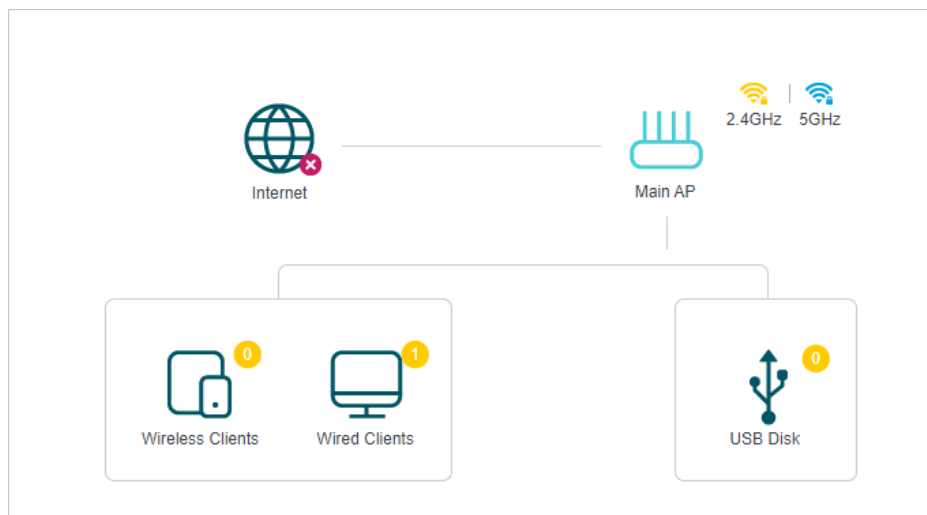 2.4GHz | 5GHz
Internet
Main AP
0
1
0
Wireless Clients
Wired Clients
USB Disk